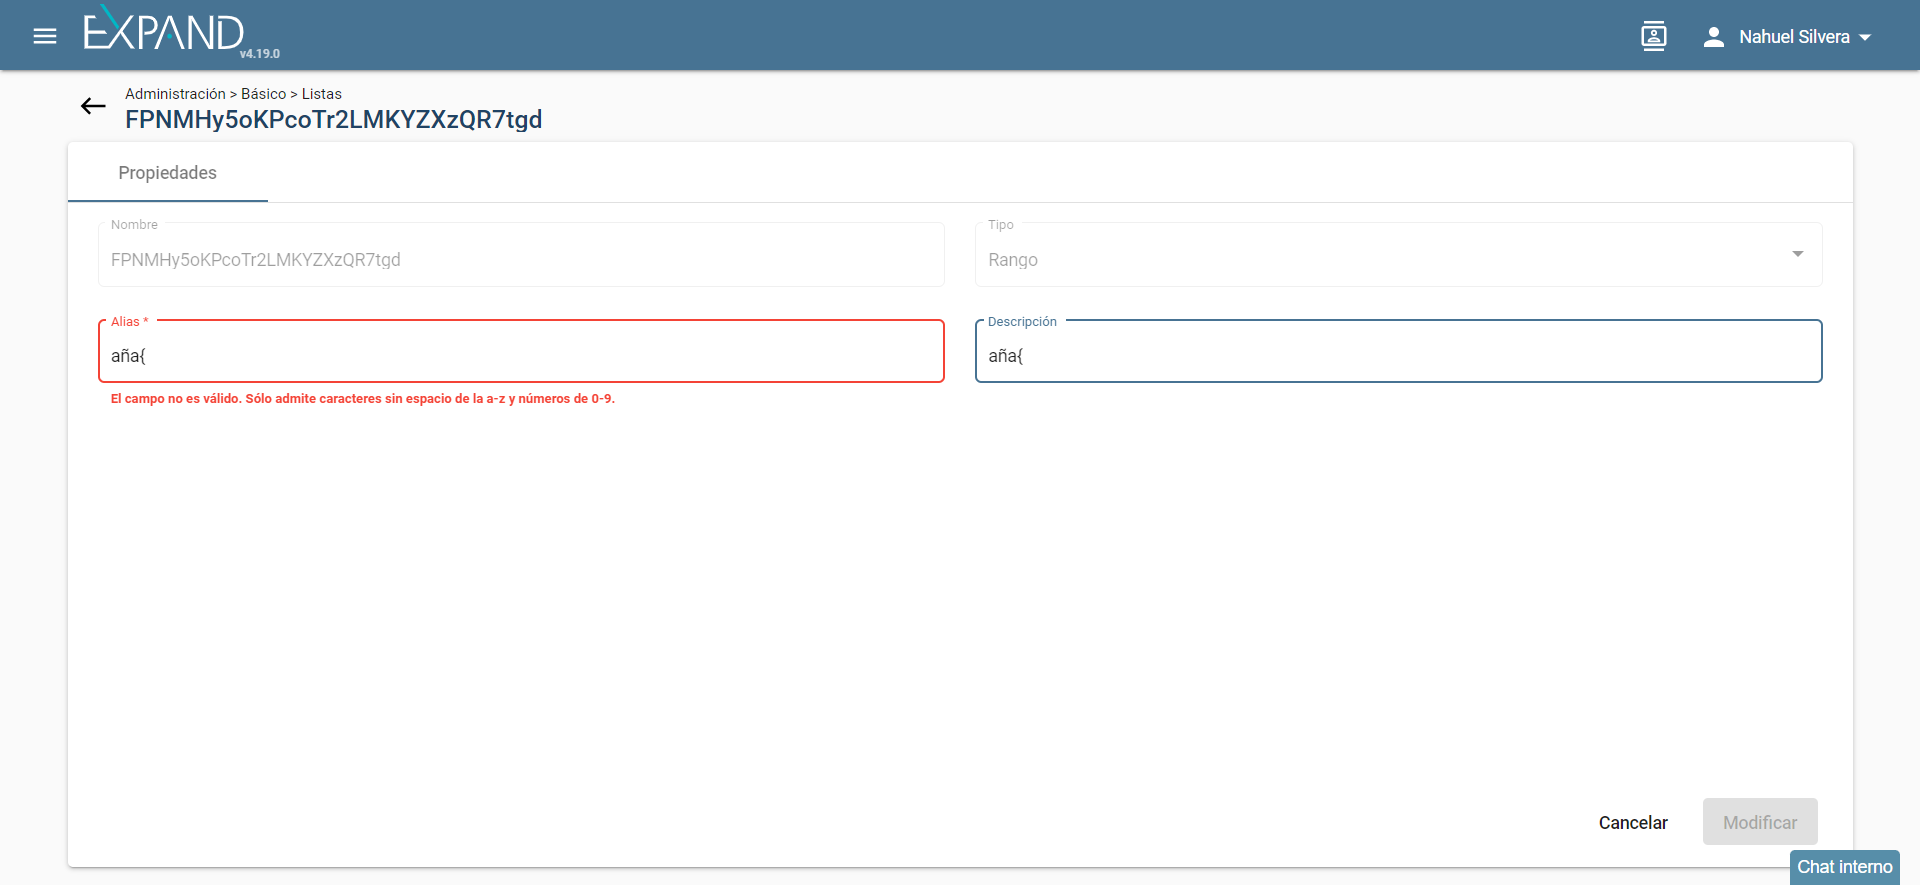 EXPAND
v4.19.0
Nahuel Silvera
Administración > Básico > Listas
FPNMHy5oKPcoTr2LMKYZXzQR7tgd
Propiedades
Nombre
FPNMHy5oKPcoTr2LMKYZXzQR7tgd
Tipo
Rango
Alias *
aña{
El campo no es válido. Sólo admite caracteres sin espacio de la a-z y números de 0-9.
Descripción
aña{
Cancelar
Modificar
Chat interno